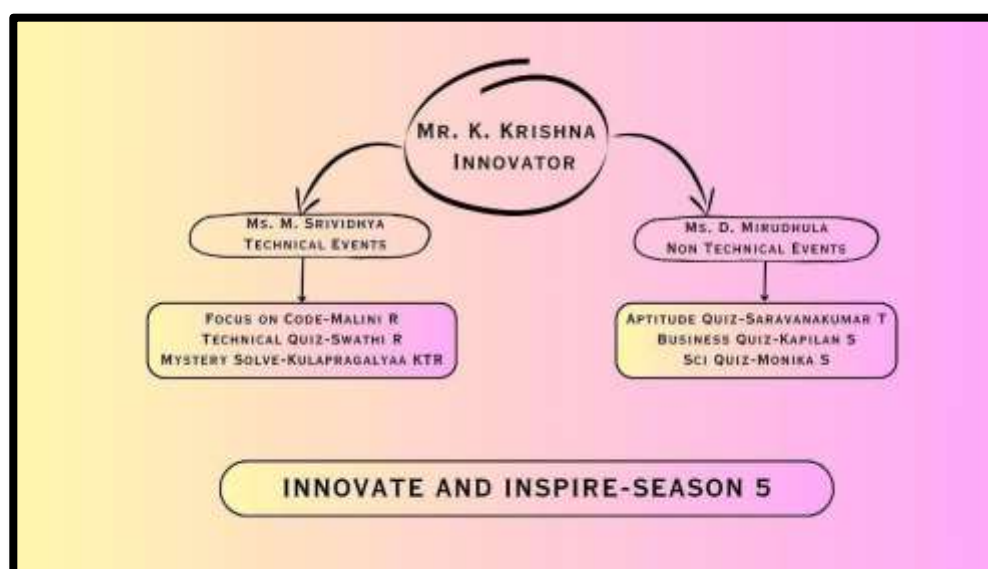 MR. K. KRISHNA
INNOVATOR
MS. M. SRIVIDHYA
TECHNICAL EVENTS
MS. D. MIRUDHULA
NON TECHNICAL EVENTS
FOCUS ON CODE-MALINI R
TECHNICAL QUIZ-SWATHI R
MYSTERY SOLVE-KULAPRAGALYAA KTR
APTITUDE QUIZ-SARAVANAKUMAR T
BUSINESS QUIZ-KAPILAN S
SCI QUIZ-MONIKA S
INNOVATE AND INSPIRE-SEASON 5